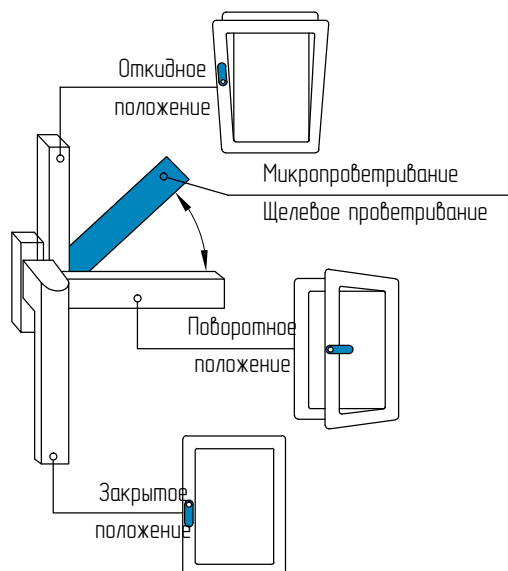 Откидное
положение
Микропроветривание
Щелевое проветривание
Поворотное
положение
Закрытое
положение